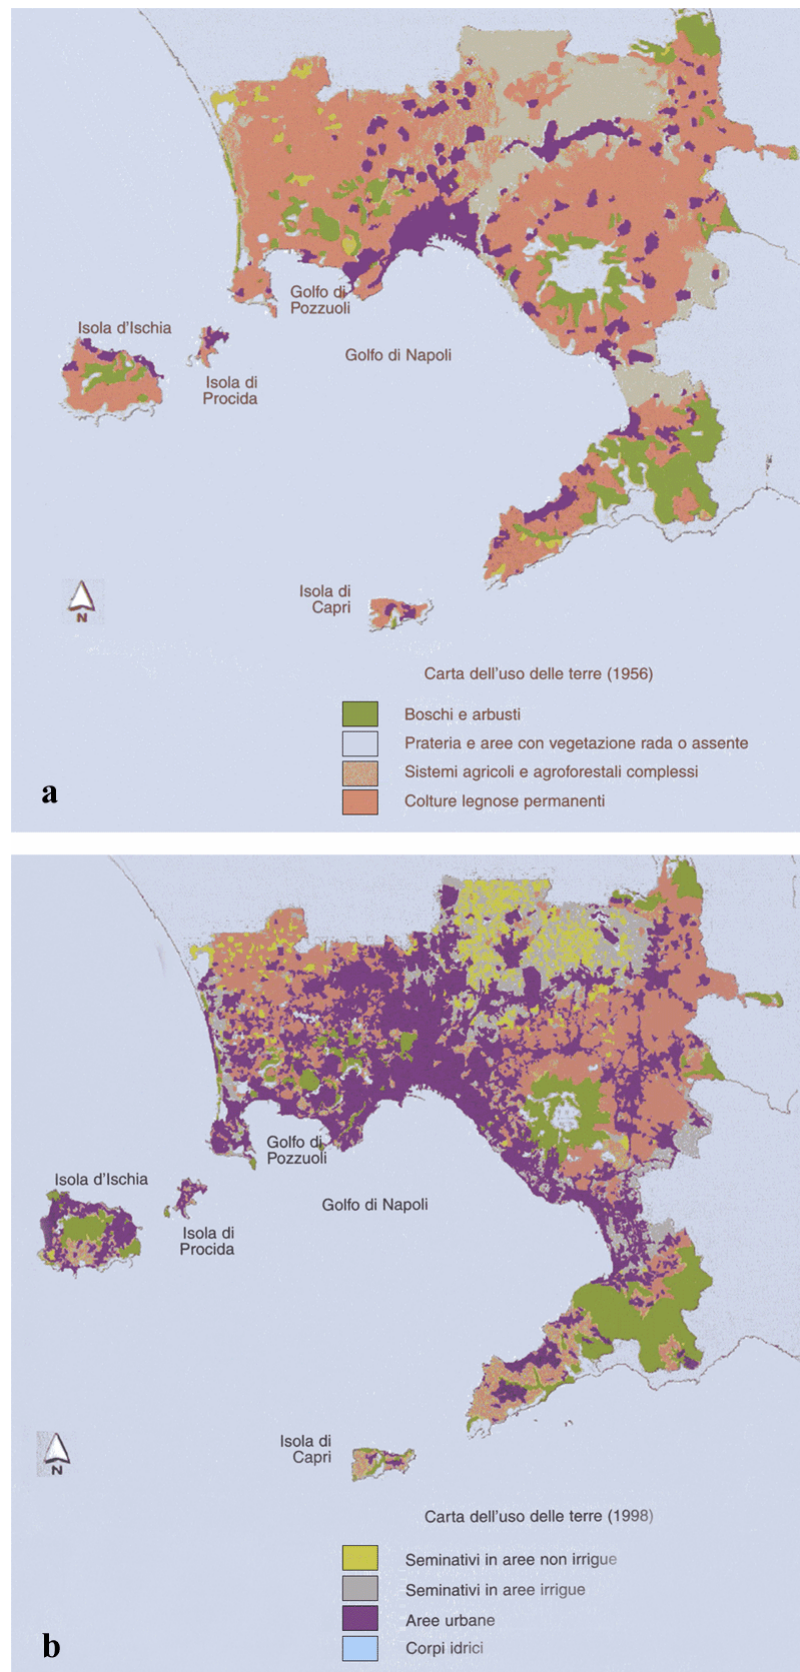 Golfo di
Pozzuoli
Isola d'Ischia
Golfo di Napoli
Isola di
Procida
Isola di
Capri
N
Carta dell'uso delle terre (1956)
Boschi e arbusti
Prateria e aree con vegetazione rada o assente
Sistemi agricoli e agroforestali complessi
Colture legnose permanenti
a
Golfo di
Pozzuoli
Isola d'Ischia
Golfo di Napoli
Isola di
Procida
Isola di
Capri
N
Carta dell'uso delle terre (1998)
Seminativi in aree non irrigue
Seminativi in aree irrigue
Aree urbane
Corpi idrici
b